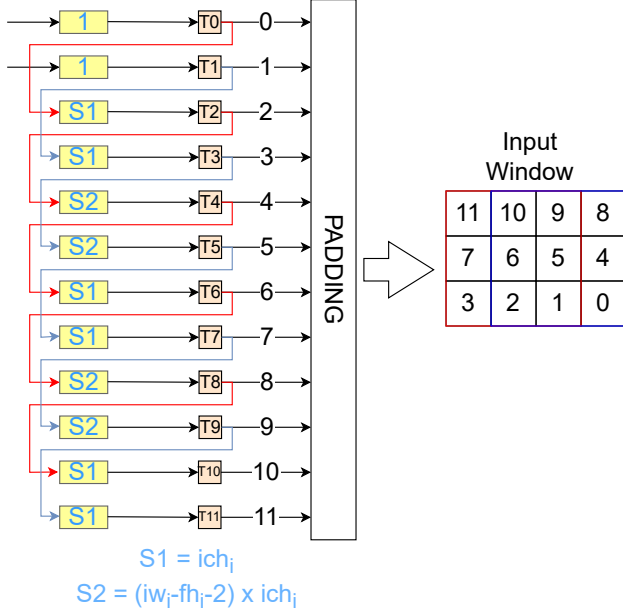 1 T0 0
1 T1 1
S1 T2 2
S1 T3 3
S2 T4 4
S2 T5 5
S1 T6 6
S1 T7 7
S2 T8 8
S2 T9 9
S1 T10 10
S1 T11 11
PADDING
Input
Window
11 10 9 8
7 6 5 4
3 2 1 0
S1 = ichi
S2 = (iwi-fhi-2) x ichi